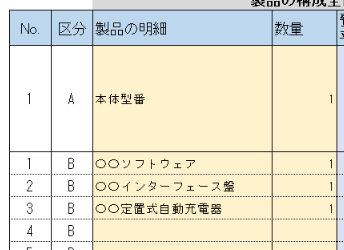 製品の構成全
No. 区分 製品の明細 数量
1 A 本体型番 1
1 B 〇〇ソフトウェア 1
2 B 〇〇インターフェース盤 1
3 B 〇〇定置式自動充電器 1
4 B